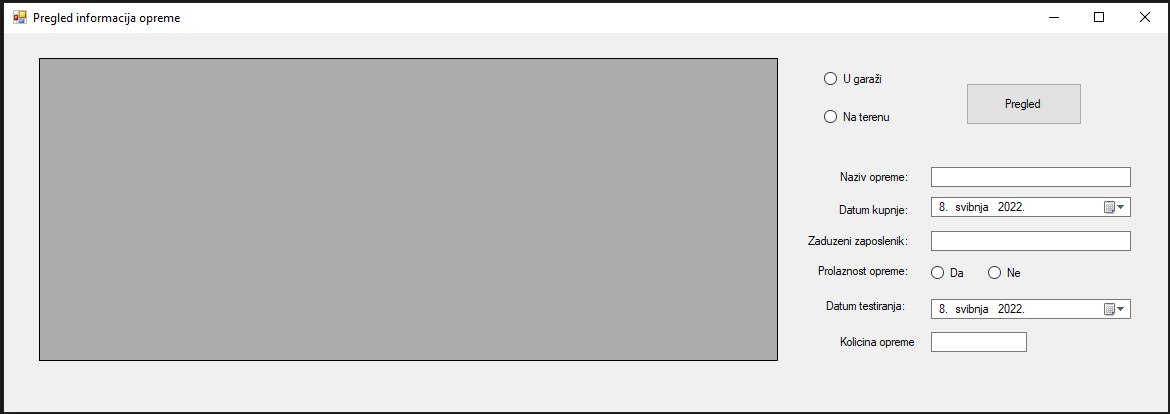 Pregled informacija opreme
U garaži
Pregled
Na terenu
Naziv opreme:
Datum kupnje: 8. svibnja 2022.
Zaduzeni zaposlenik:
Prolaznost opreme: Da Ne
Datum testiranja: 8. svibnja 2022.
Kolicina opreme